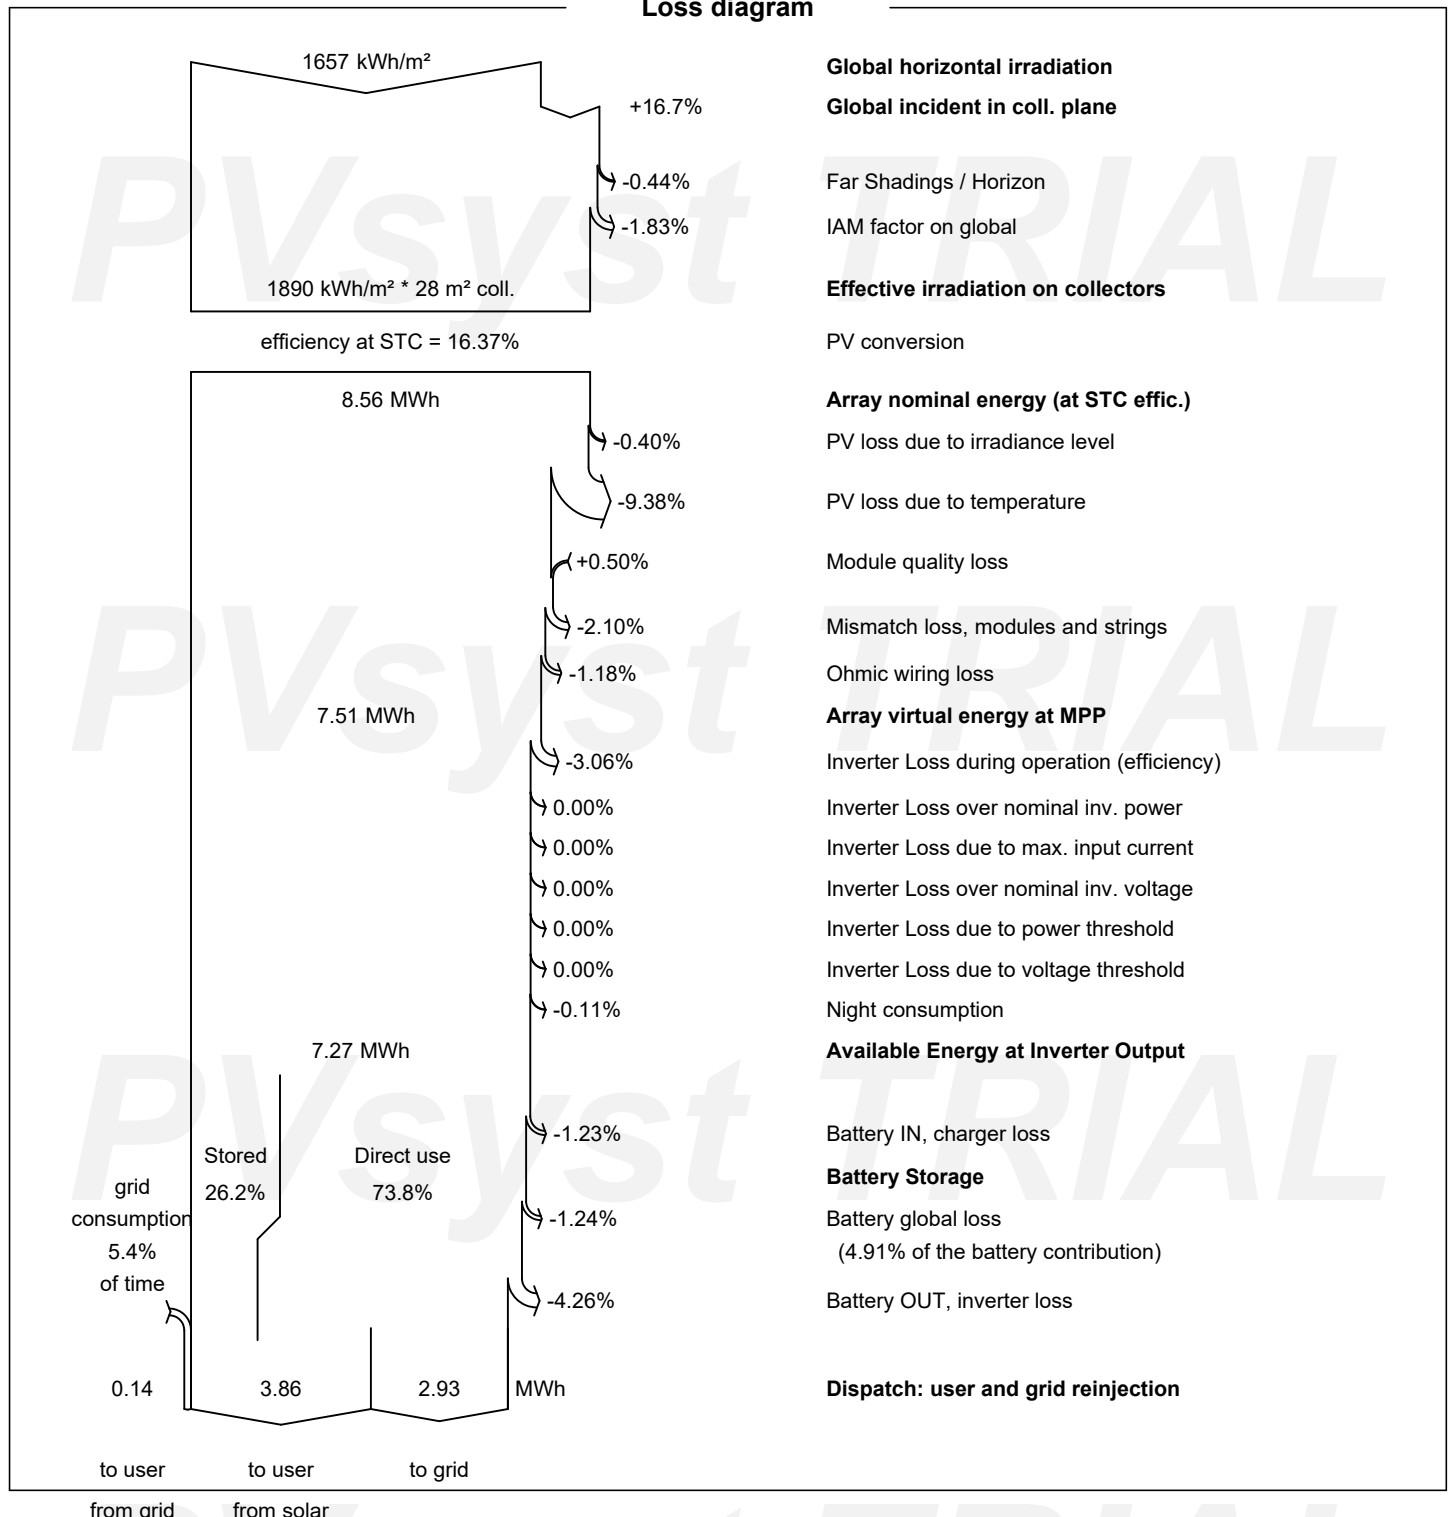 Loss diagram
1657 kWh/m² Global horizontal irradiation
+16.7% Global incident in coll. plane
-0.44% Far Shadings / Horizon
-1.83% IAM factor on global
1890 kWh/m² * 28 m² coll. Effective irradiation on collectors
efficiency at STC = 16.37% PV conversion
8.56 MWh Array nominal energy (at STC effic.)
-0.40% PV loss due to irradiance level
-9.38% PV loss due to temperature
+0.50% Module quality loss
-2.10% Mismatch loss, modules and strings
-1.18% Ohmic wiring loss
7.51 MWh Array virtual energy at MPP
-3.06% Inverter Loss during operation (efficiency)
0.00% Inverter Loss over nominal inv. power
0.00% Inverter Loss due to max. input current
0.00% Inverter Loss over nominal inv. voltage
0.00% Inverter Loss due to power threshold
0.00% Inverter Loss due to voltage threshold
-0.11% Night consumption
7.27 MWh Available Energy at Inverter Output
-1.23% Battery IN, charger loss
Stored Direct use
Battery Storage
grid 26.2% 73.8%
consumption -1.24% Battery global loss
5.4% (4.91% of the battery contribution)
of time
-4.26% Battery OUT, inverter loss
0.14 3.86 2.93 MWh Dispatch: user and grid reinjection
to user to user to grid
from grid from solar
PVsyst TRIAL
PVsyst TRIAL
PVsyst TRIAL